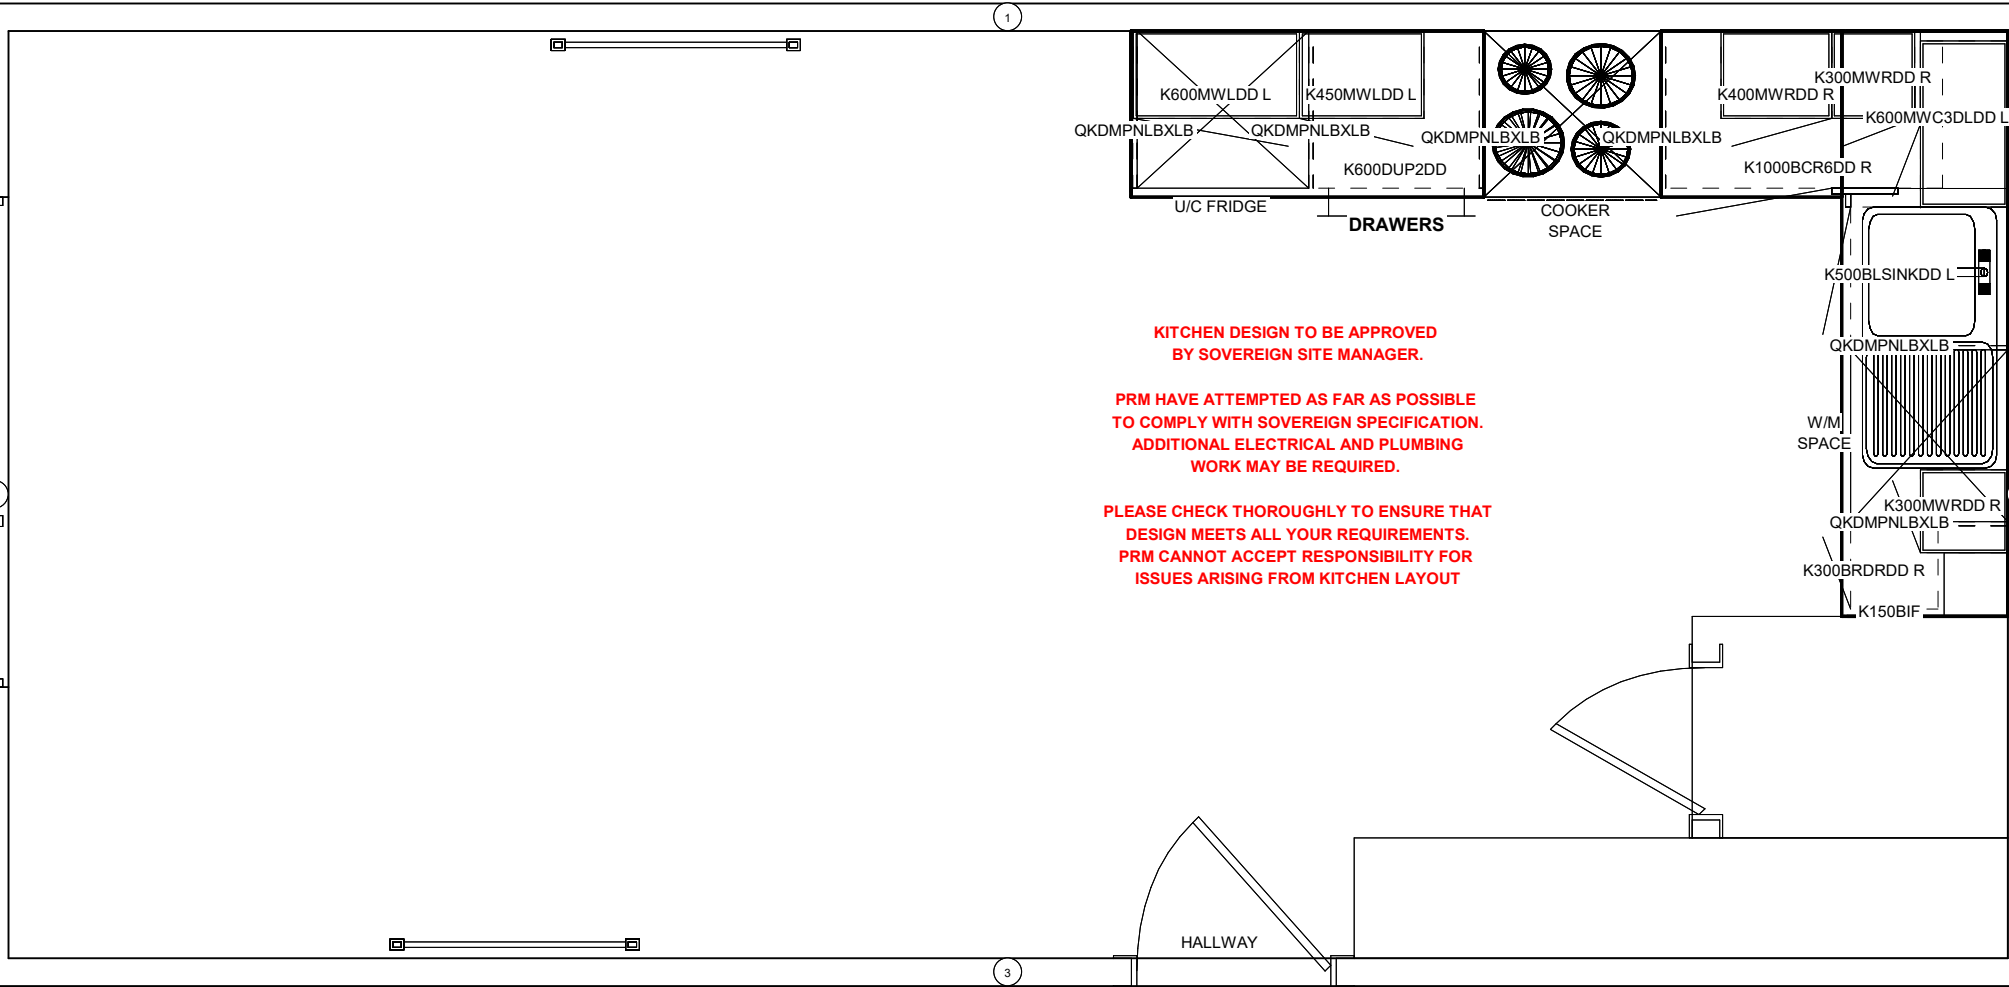 1
K600MWLDD L
K450MWLDD L
K400MWRDD R
K300MWRDD R
K600MWC3DLDD L
QKDMPNLBXLB
QKDMPNLBXLB
QKDMPNLBXLB
QKDMPNLBXLB
K600DUP2DD
K1000BCR6DD R
U/C FRIDGE
DRAWERS
COOKER
SPACE
K500BLSINKDD L
QKDMPNLBXLB
W/M
SPACE
K300MWRDD R
QKDMPNLBXLB
K300BRDRDD R
K150BIF
KITCHEN DESIGN TO BE APPROVED
BY SOVEREIGN SITE MANAGER.
PRM HAVE ATTEMPTED AS FAR AS POSSIBLE
TO COMPLY WITH SOVEREIGN SPECIFICATION.
ADDITIONAL ELECTRICAL AND PLUMBING
WORK MAY BE REQUIRED.
PLEASE CHECK THOROUGHLY TO ENSURE THAT
DESIGN MEETS ALL YOUR REQUIREMENTS.
PRM CANNOT ACCEPT RESPONSIBILITY FOR
ISSUES ARISING FROM KITCHEN LAYOUT
HALLWAY
3